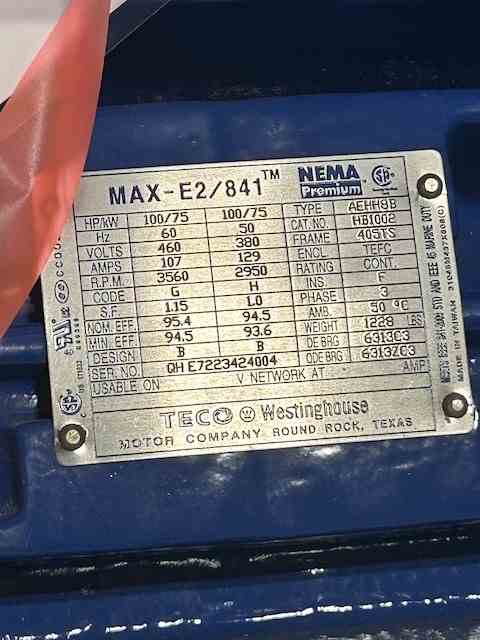 MAX-E2/841™ NEMA Premium
HP/kW 100/75 100/75 TYPE AEHH8B
Hz 60 50 CAT. NO. HB1002
VOLTS 460 380 FRAME 405TS
AMPS 107 129 ENCL TEFC
R.P.M. 3560 2950 RATING CONT.
CODE G H INS. F
S.F. 1.15 1.0 PHASE 3
NOM. EFF. 95.4 94.5 AMB. 50 °C
MIN. EFF. 94.5 93.6 WEIGHT 1228 LBS
DESIGN B B DE BRG 6313C3
SER. NO. QH E7223424004 ODE BRG 6313ZC3
USABLE ON V NETWORK AT AMP
TECO Westinghouse
MOTOR COMPANY ROUND ROCK, TEXAS
MADE IN TAIWAN